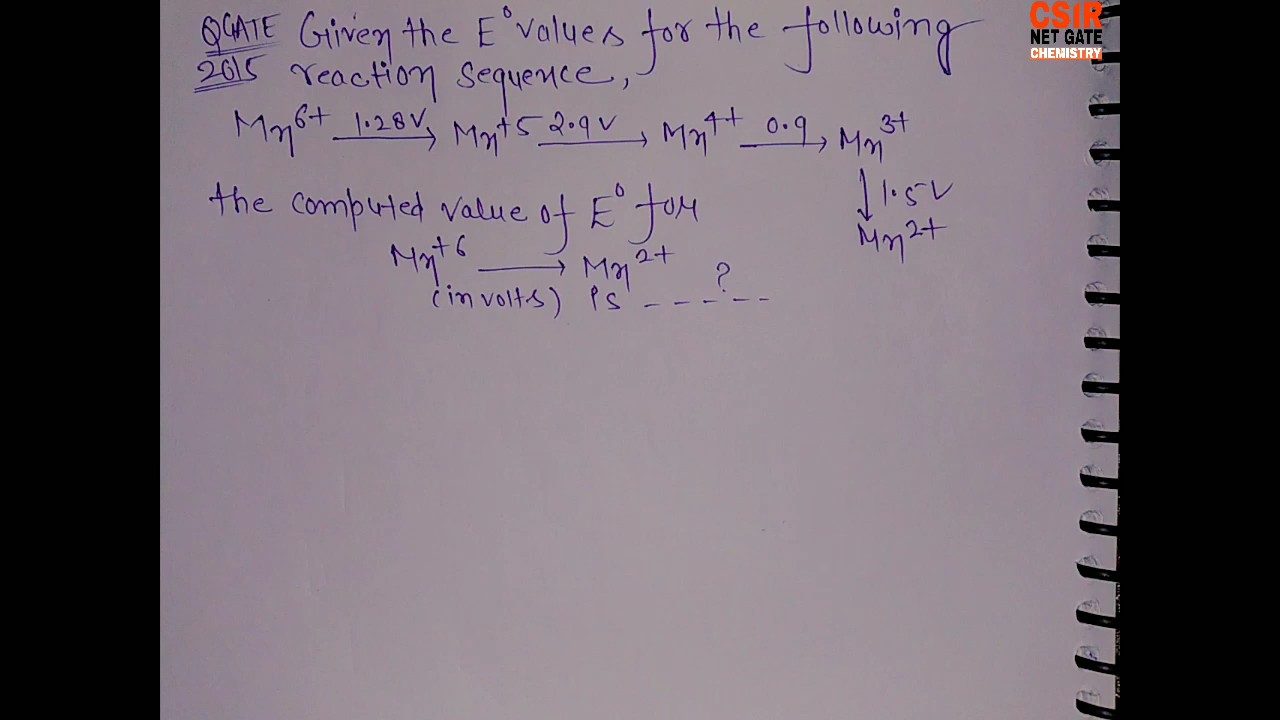 QGATE 2015 Given the E° values for the following
reaction sequence,
Mn6+ 1.28V → Mn+5 2.9V → Mn4+ 0.9 → Mn3+
↓ 1.5V
Mn2+
the computed value of E° for
Mn+6 → Mn2+
(in volts) is ----- ?
CSIR
NET GATE
CHEMISTRY